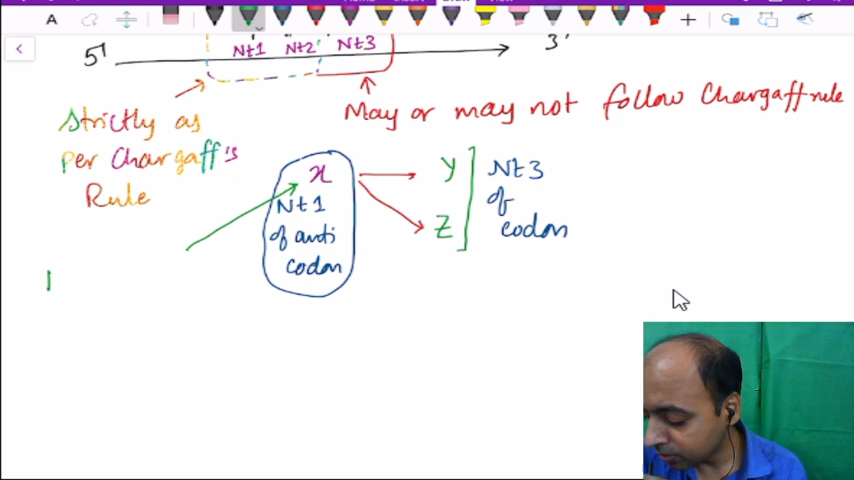 A
Nt1 Nt2 Nt3
5' 3'
Strictly as
per Chargaff's
Rule
May or may not follow Chargaff rule
x
Nt1
of anti
codon
y
z
Nt3
of
codon